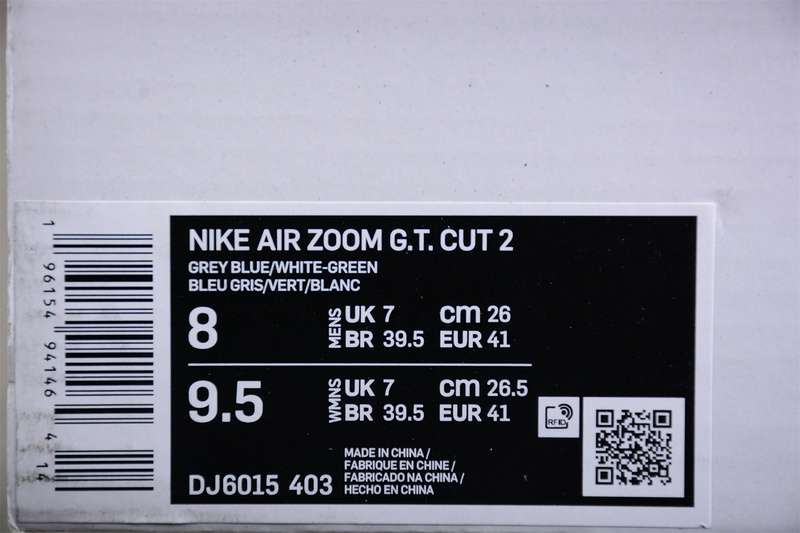 NIKE AIR ZOOM G.T. CUT 2
GREY BLUE/WHITE-GREEN
BLEU GRIS/VERT/BLANC
8 MENS UK 7 cm 26
BR 39.5 EUR 41
9.5 WMNS UK 7 cm 26.5
BR 39.5 EUR 41
DJ6015 403
MADE IN CHINA /
FABRIQUE EN CHINE /
FABRICADO NA CHINA /
HECHO EN CHINA
RFID
1 96154 94146 4 14